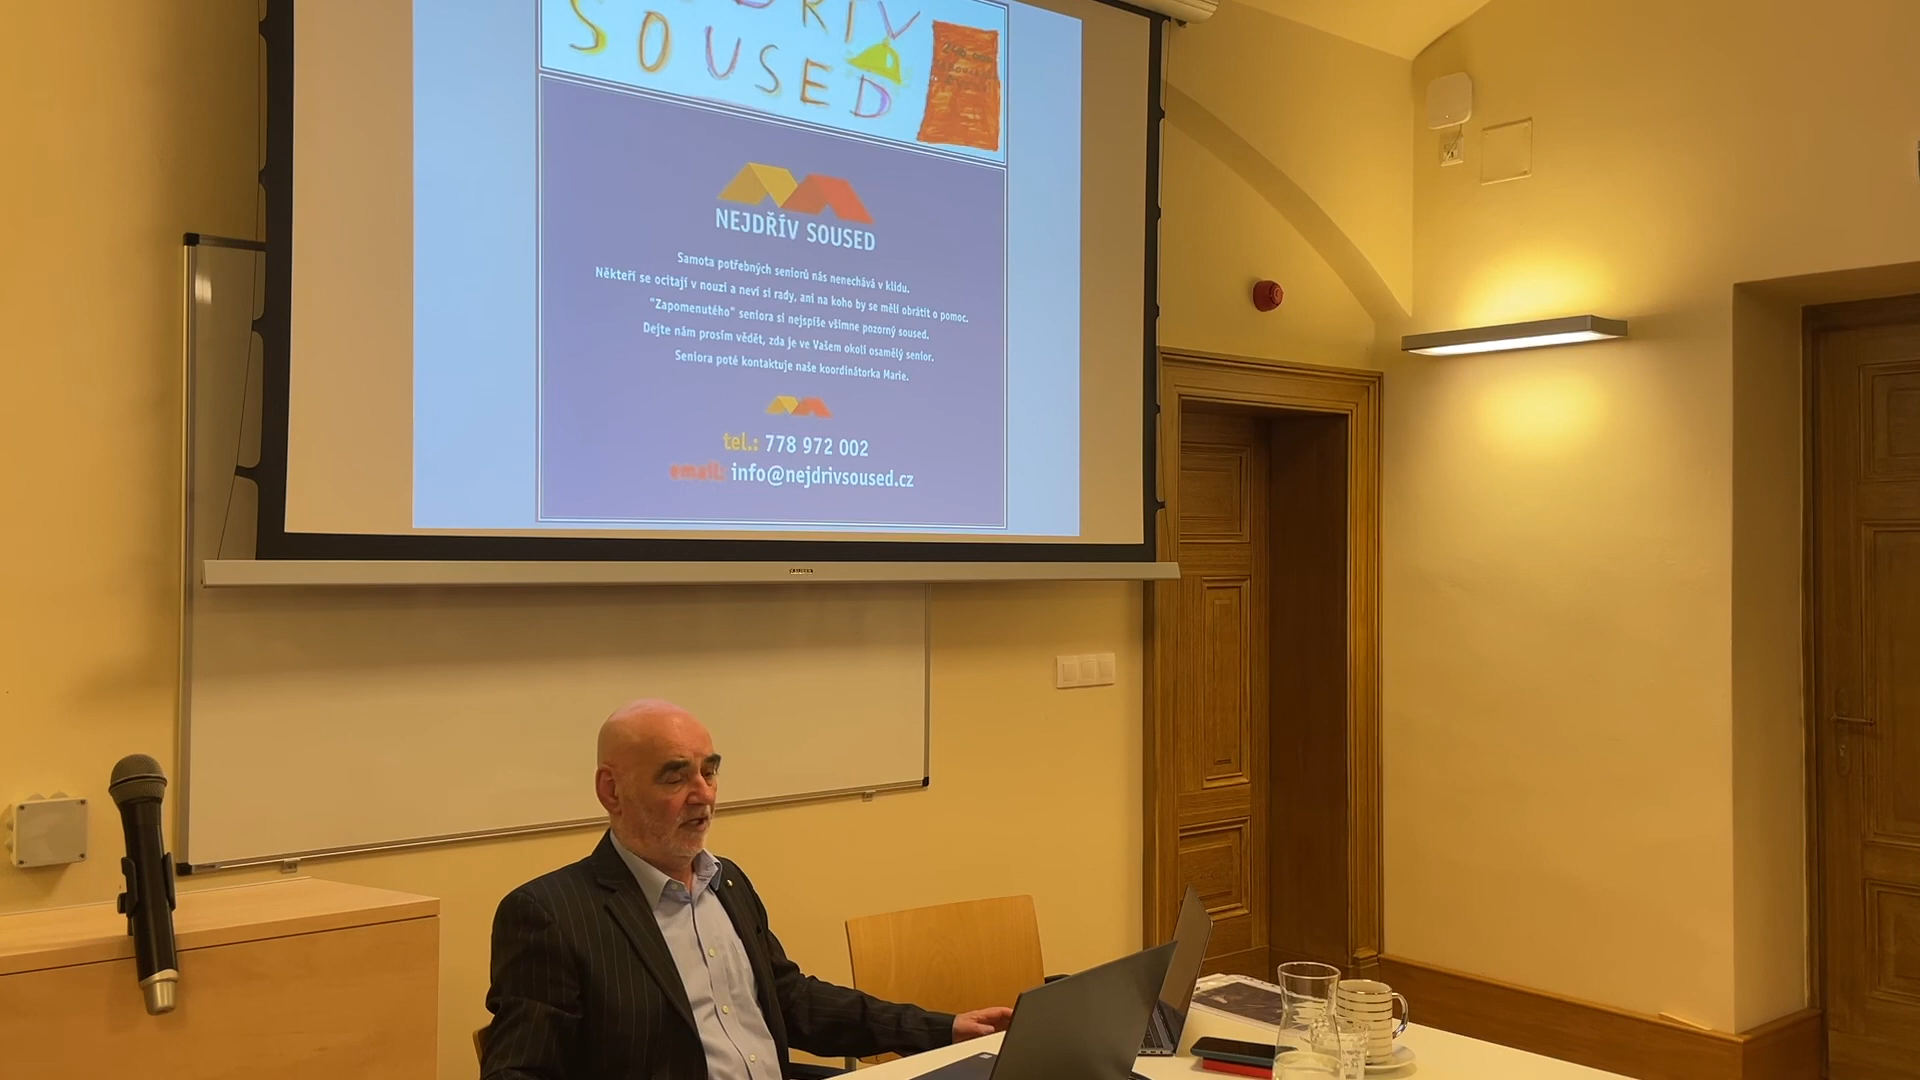 SOUSED
NEJDŘÍV SOUSED
Samota potřebných seniorů nás nenechává v klidu.
Někteří se ocitají v nouzi a neví si rady, ani na koho by se měli obrátit o pomoc.
"Zapomenutého" seniora si nejspíše všimne pozorný soused.
Dejte nám prosím vědět, zda je ve Vašem okolí osamělý senior.
Seniora poté kontaktuje naše koordinátorka Marie.
tel.: 778 972 002
email: info@nejdrivsoused.cz